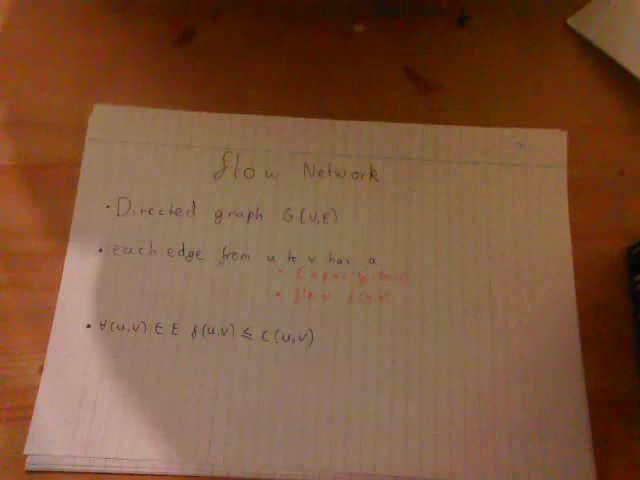 flow Network
• Directed graph G(V,E)
• each edge from u to v has a
• Capacity c(u,v)
• flow f(u,v)
• ∀(u,v) ∈ E f(u,v) ≤ C(u,v)